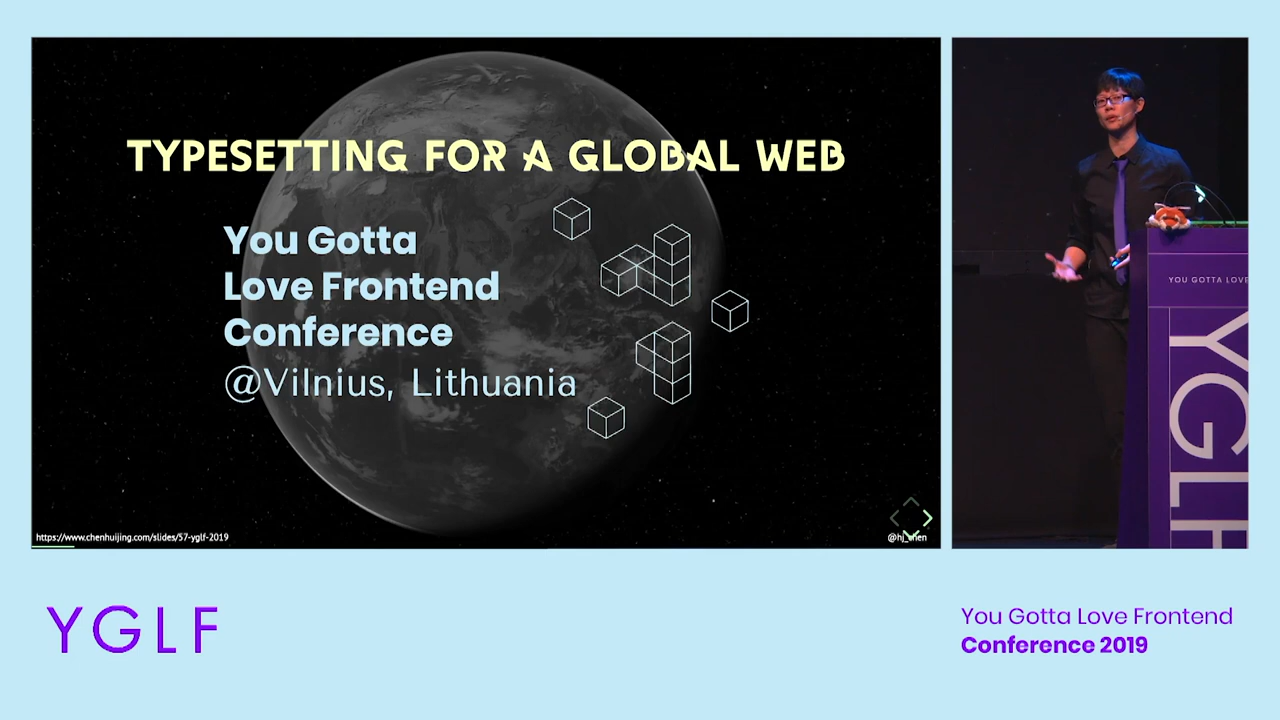 TYPESETTING FOR A GLOBAL WEB
You Gotta
Love Frontend
Conference
@Vilnius, Lithuania
https://www.chenhuijing.com/slides/57-yglf-2019
@hj_chen
YOU GOTTA LOVE
YGLF
YGLF
You Gotta Love Frontend
Conference 2019